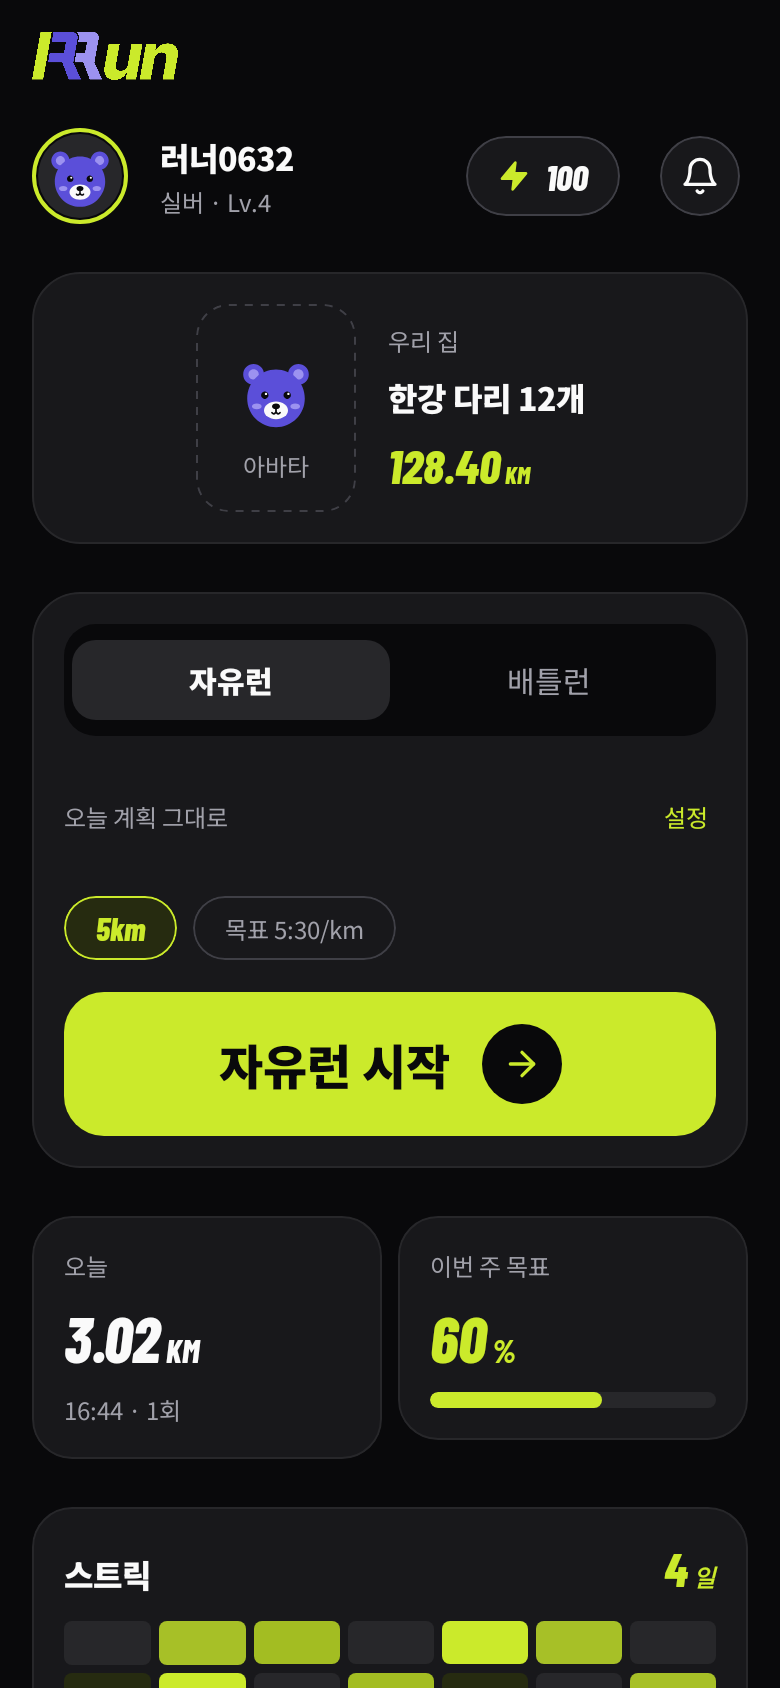 RRun
러너0632
실버 · Lv.4
100
우리 집
한강 다리 12개
128.40 KM
아바타
자유런
배틀런
오늘 계획 그대로
설정
5km
목표 5:30/km
자유런 시작
오늘
3.02 KM
16:44 · 1회
이번 주 목표
60 %
스트릭
4 일